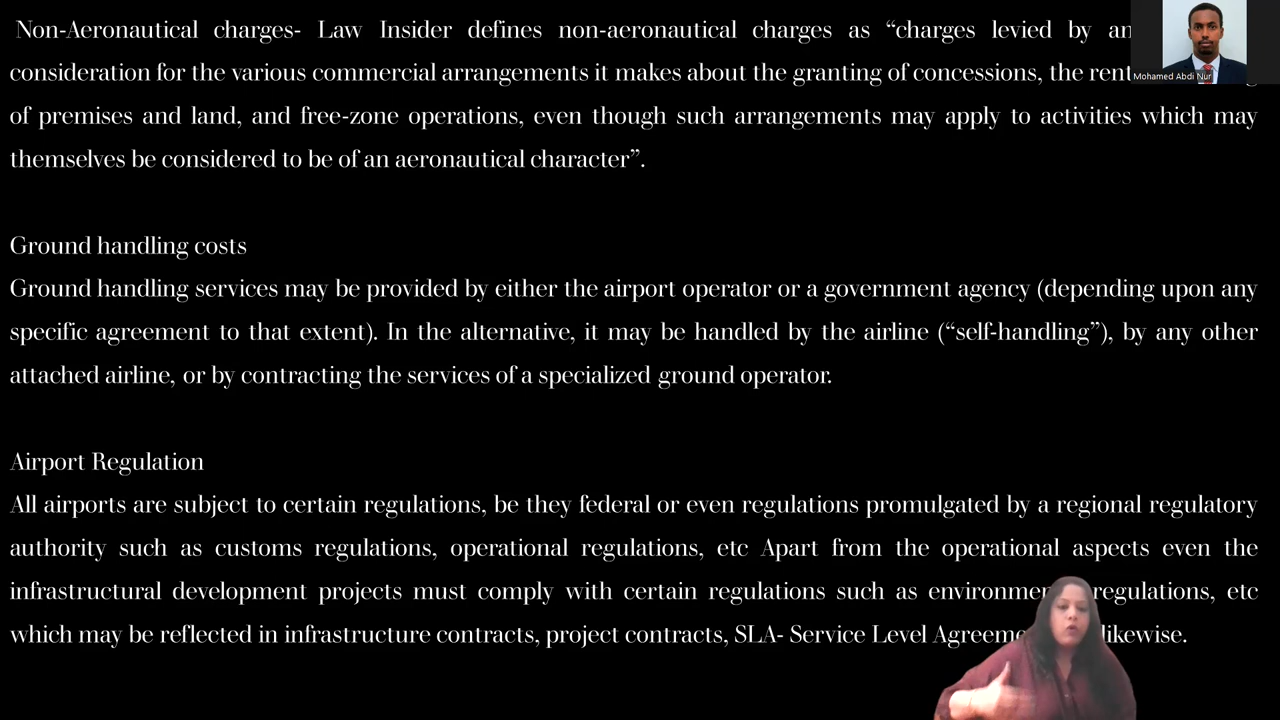 Non-Aeronautical charges- Law Insider defines non-aeronautical charges as “charges levied by an
Mohamed Abdi Nur
consideration for the various commercial arrangements it makes about the granting of concessions, the
of premises and land, and free-zone operations, even though such arrangements may apply to activities which may
themselves be considered to be of an aeronautical character”.
Ground handling costs
Ground handling services may be provided by either the airport operator or a government agency (depending upon any
specific agreement to that extent). In the alternative, it may be handled by the airline (“self-handling”), by any other
attached airline, or by contracting the services of a specialized ground operator.
Airport Regulation
All airports are subject to certain regulations, be they federal or even regulations promulgated by a regional regulatory
authority such as customs regulations, operational regulations, etc Apart from the operational aspects even the
infrastructural development projects must comply with certain regulations such as regulations, etc
which may be reflected in infrastructure contracts, project contracts, SLA- Service Level likewise.